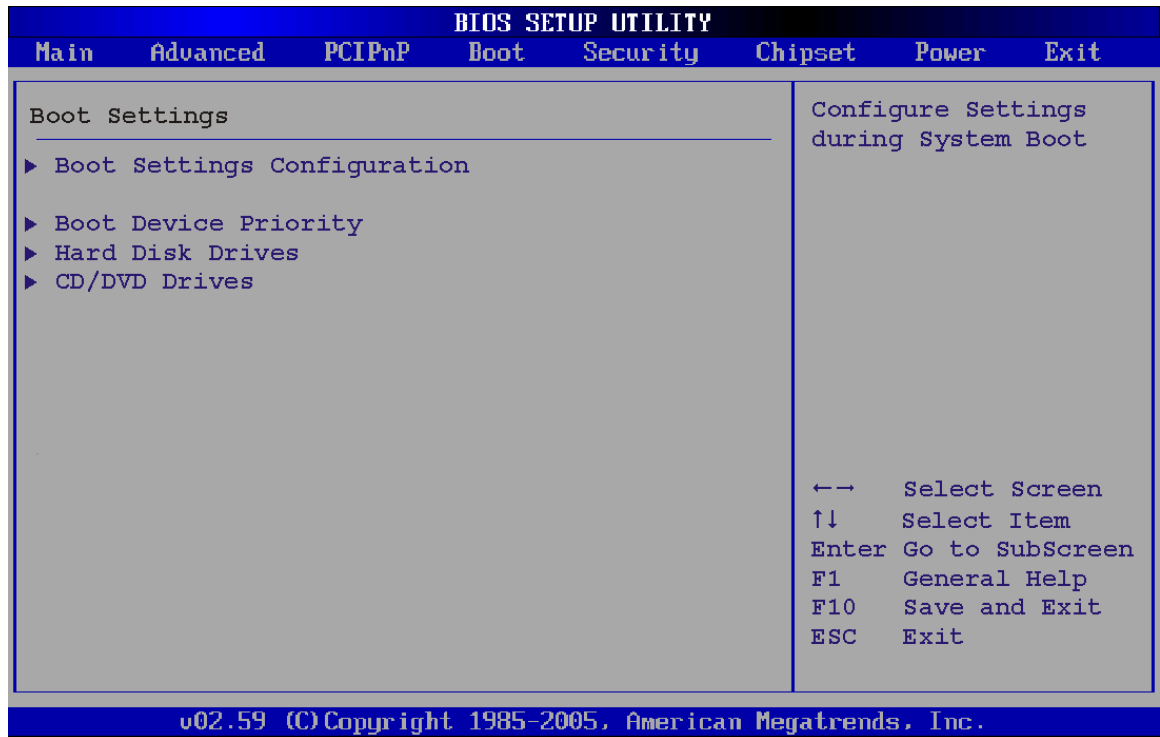 BIOS SETUP UTILITY
Main Advanced PCIPnP Boot Security Chipset Power Exit
Boot Settings
▶ Boot Settings Configuration
▶ Boot Device Priority
▶ Hard Disk Drives
▶ CD/DVD Drives
Configure Settings
during System Boot
←→ Select Screen
↑↓ Select Item
Enter Go to SubScreen
F1 General Help
F10 Save and Exit
ESC Exit
v02.59 (C)Copyright 1985-2005, American Megatrends, Inc.